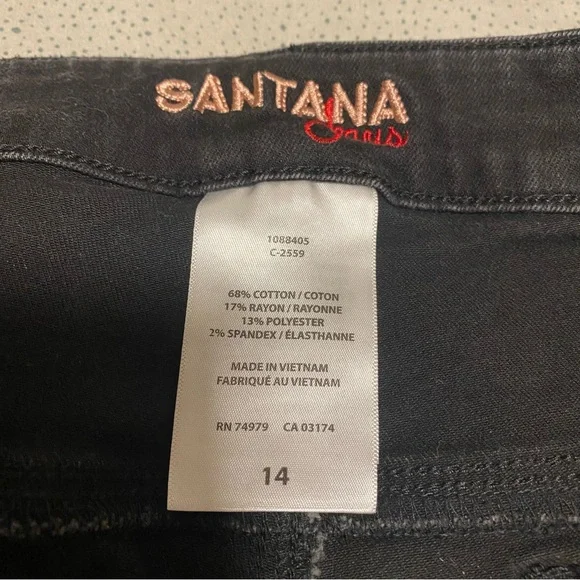 SANTANA
Jeans
1088405
C-2559
68% COTTON / COTON
17% RAYON / RAYONNE
13% POLYESTER
2% SPANDEX / ÉLASTHANNE
MADE IN VIETNAM
FABRIQUÉ AU VIETNAM
RN 74979 CA 03174
14